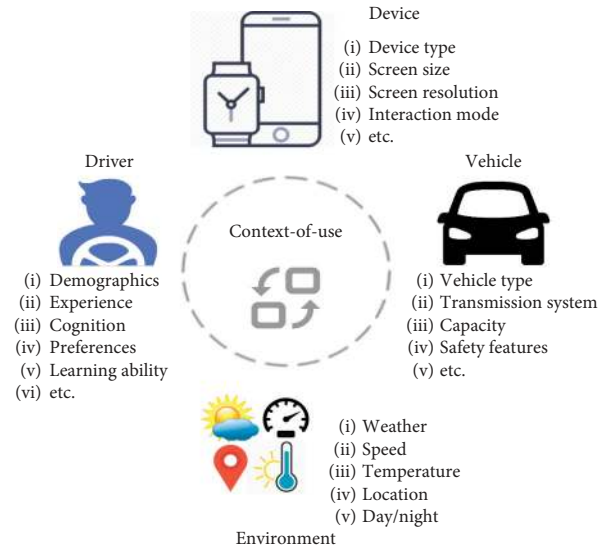 Device
(i) Device type
(ii) Screen size
(iii) Screen resolution
(iv) Interaction mode
(v) etc.
Driver
(i) Demographics
(ii) Experience
(iii) Cognition
(iv) Preferences
(v) Learning ability
(vi) etc.
Context-of-use
Vehicle
(i) Vehicle type
(ii) Transmission system
(iii) Capacity
(iv) Safety features
(v) etc.
(i) Weather
(ii) Speed
(iii) Temperature
(iv) Location
(v) Day/night
Environment